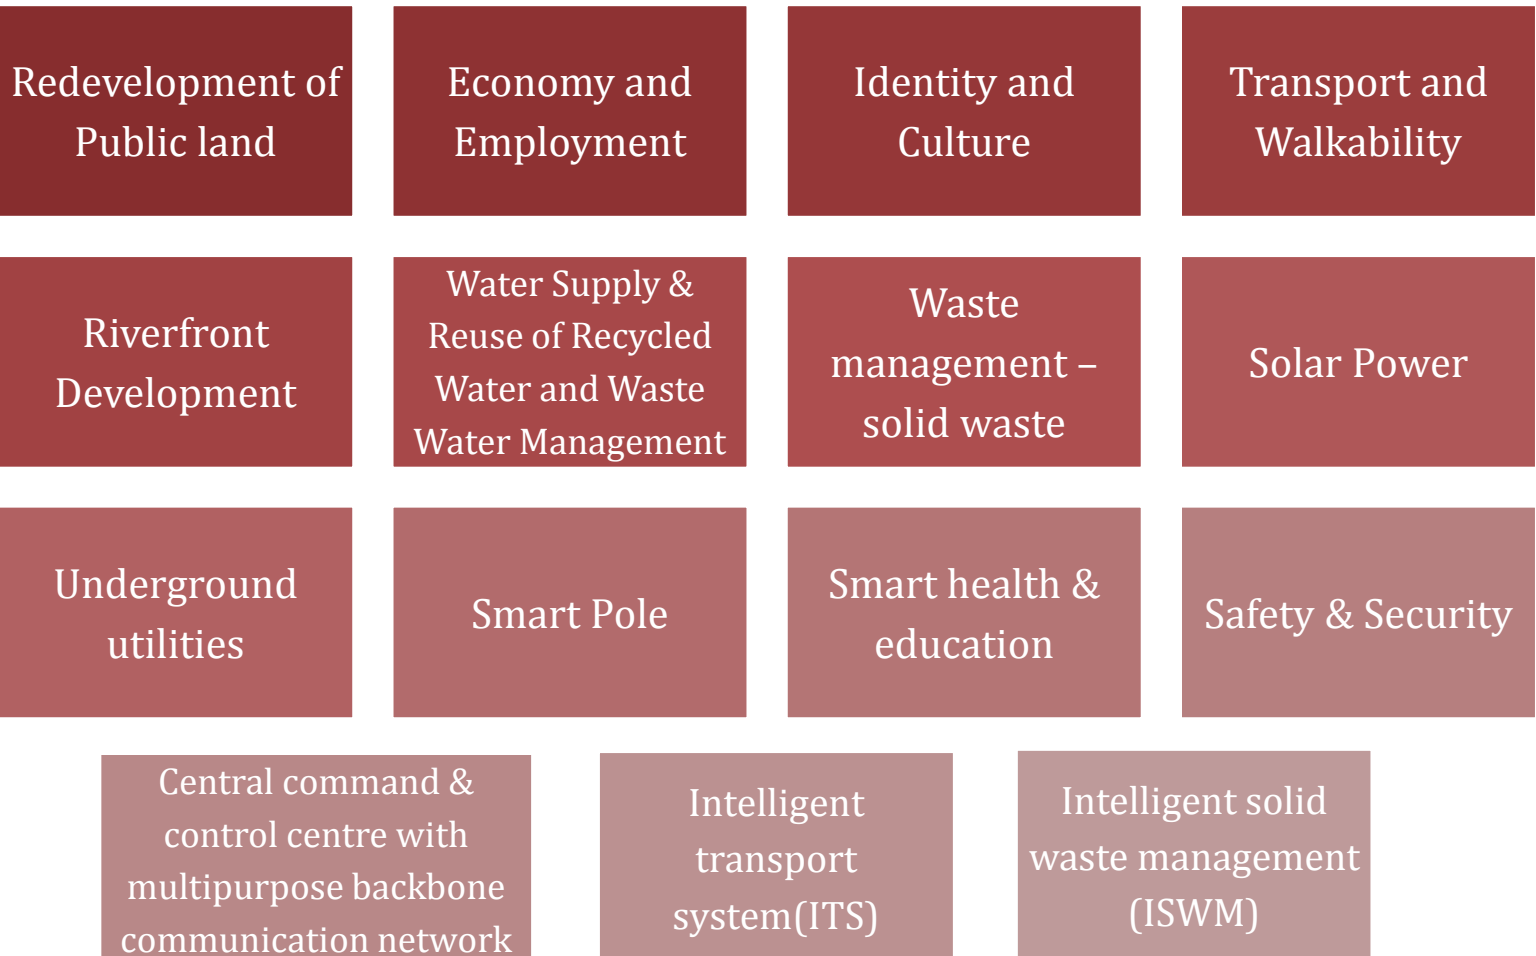 Redevelopment of
Public land
Economy and
Employment
Identity and
Culture
Transport and
Walkability
Riverfront
Development
Water Supply &
Reuse of Recycled
Water and Waste
Water Management
Waste
management –
solid waste
Solar Power
Underground
utilities
Smart Pole
Smart health &
education
Safety & Security
Central command &
control centre with
multipurpose backbone
communication network
Intelligent
transport
system(ITS)
Intelligent solid
waste management
(ISWM)